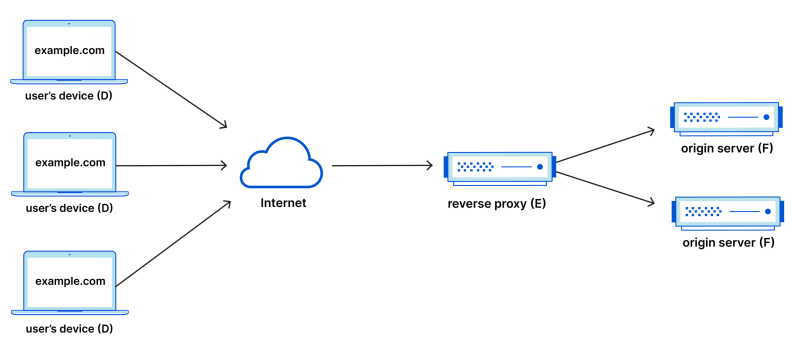 example.com
user's device (D)
example.com
user's device (D)
example.com
user's device (D)
Internet
reverse proxy (E)
origin server (F)
origin server (F)